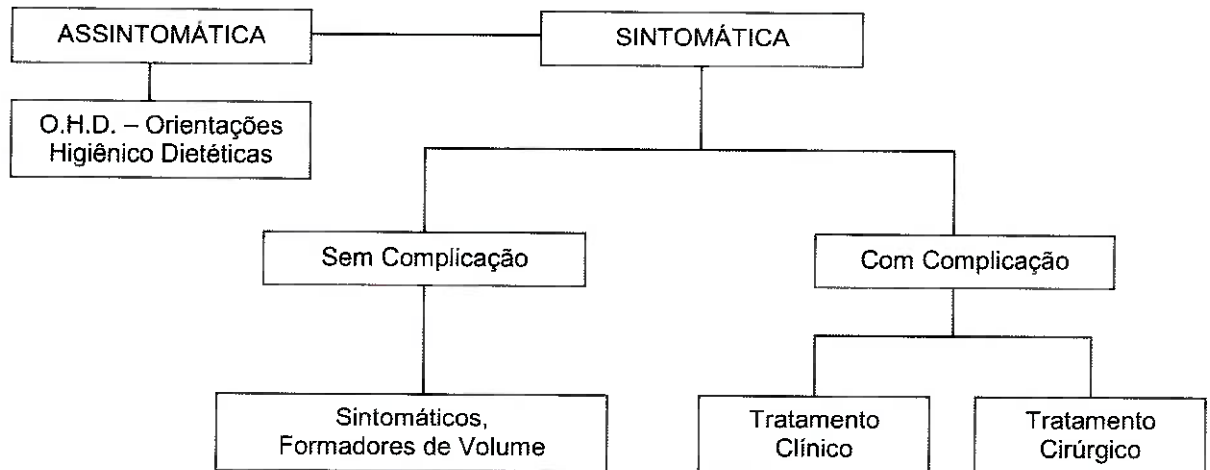 ASSINTOMÁTICA
SINTOMÁTICA
O.H.D. – Orientações
Higiênico Dietéticas
Sem Complicação
Com Complicação
Sintomáticos,
Formadores de Volume
Tratamento
Clínico
Tratamento
Cirúrgico